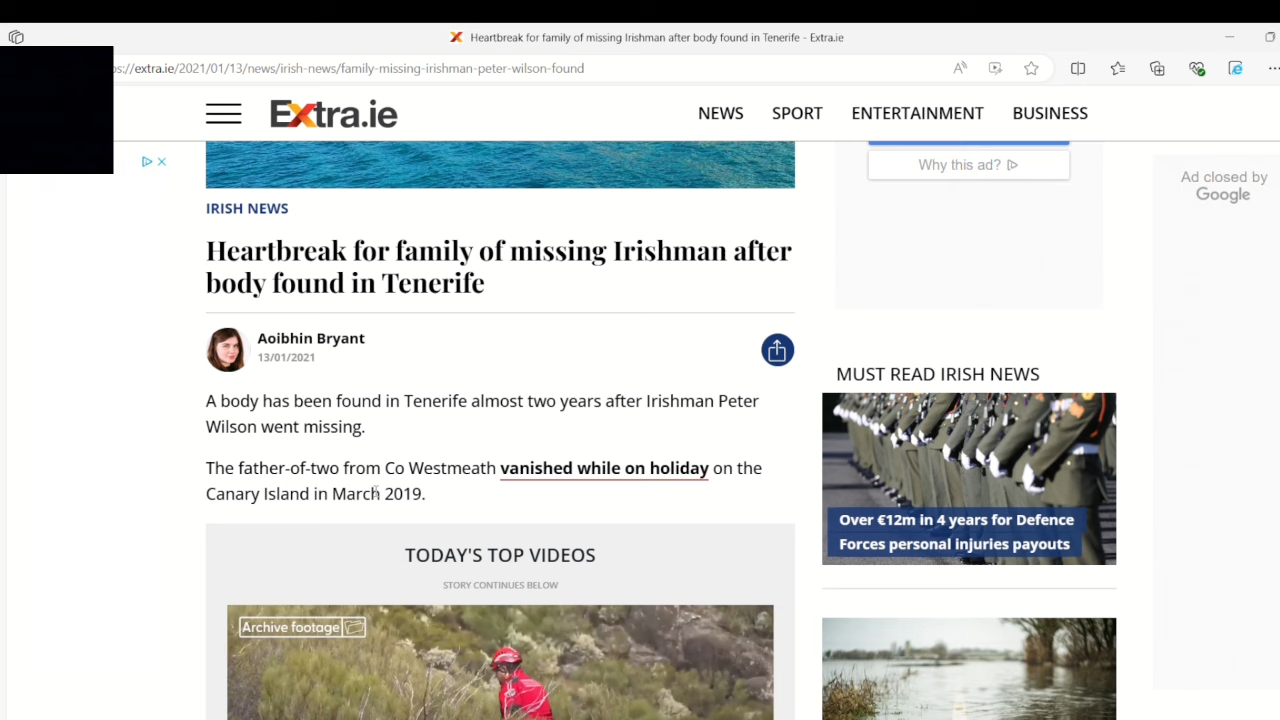 Heartbreak for family of missing Irishman after body found in Tenerife - Extra.ie
s://extra.ie/2021/01/13/news/irish-news/family-missing-irishman-peter-wilson-found
Extra.ie
NEWS SPORT ENTERTAINMENT BUSINESS
Why this ad?
Ad closed by
Google
IRISH NEWS
Heartbreak for family of missing Irishman after
body found in Tenerife
Aoibhin Bryant
13/01/2021
A body has been found in Tenerife almost two years after Irishman Peter
Wilson went missing.
The father-of-two from Co Westmeath vanished while on holiday on the
Canary Island in March 2019.
TODAY'S TOP VIDEOS
STORY CONTINUES BELOW
Archive footage
MUST READ IRISH NEWS
Over €12m in 4 years for Defence
Forces personal injuries payouts